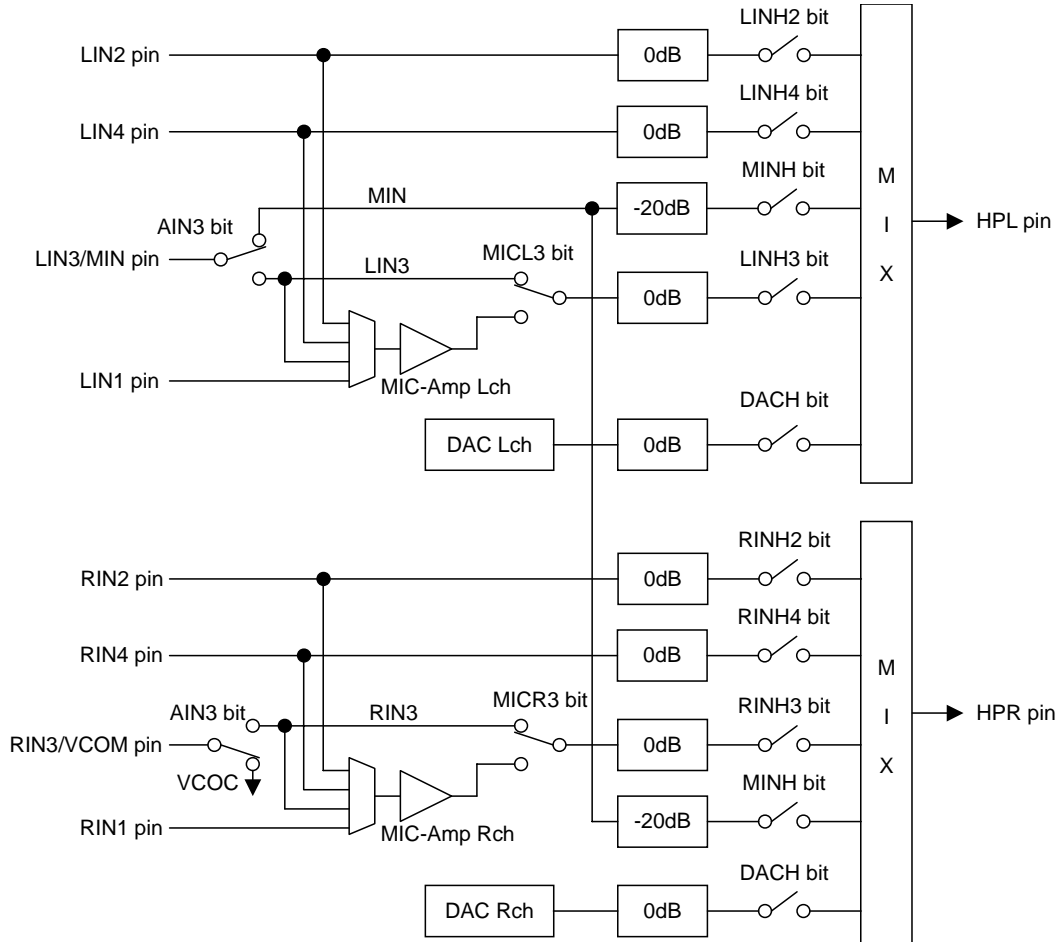 LINH2 bit
LIN2 pin
0dB
LINH4 bit
LIN4 pin
0dB
MINH bit
MIN
-20dB
AIN3 bit
LIN3/MIN pin
LIN3
MICL3 bit
LINH3 bit
0dB
LIN1 pin
MIC-Amp Lch
DACH bit
DAC Lch
0dB
M
I
X
HPL pin
RINH2 bit
RIN2 pin
0dB
RINH4 bit
RIN4 pin
0dB
AIN3 bit
RIN3
MICR3 bit
RINH3 bit
RIN3/VCOM pin
0dB
VCOC
MINH bit
RIN1 pin
-20dB
MIC-Amp Rch
DACH bit
DAC Rch
0dB
M
I
X
HPR pin